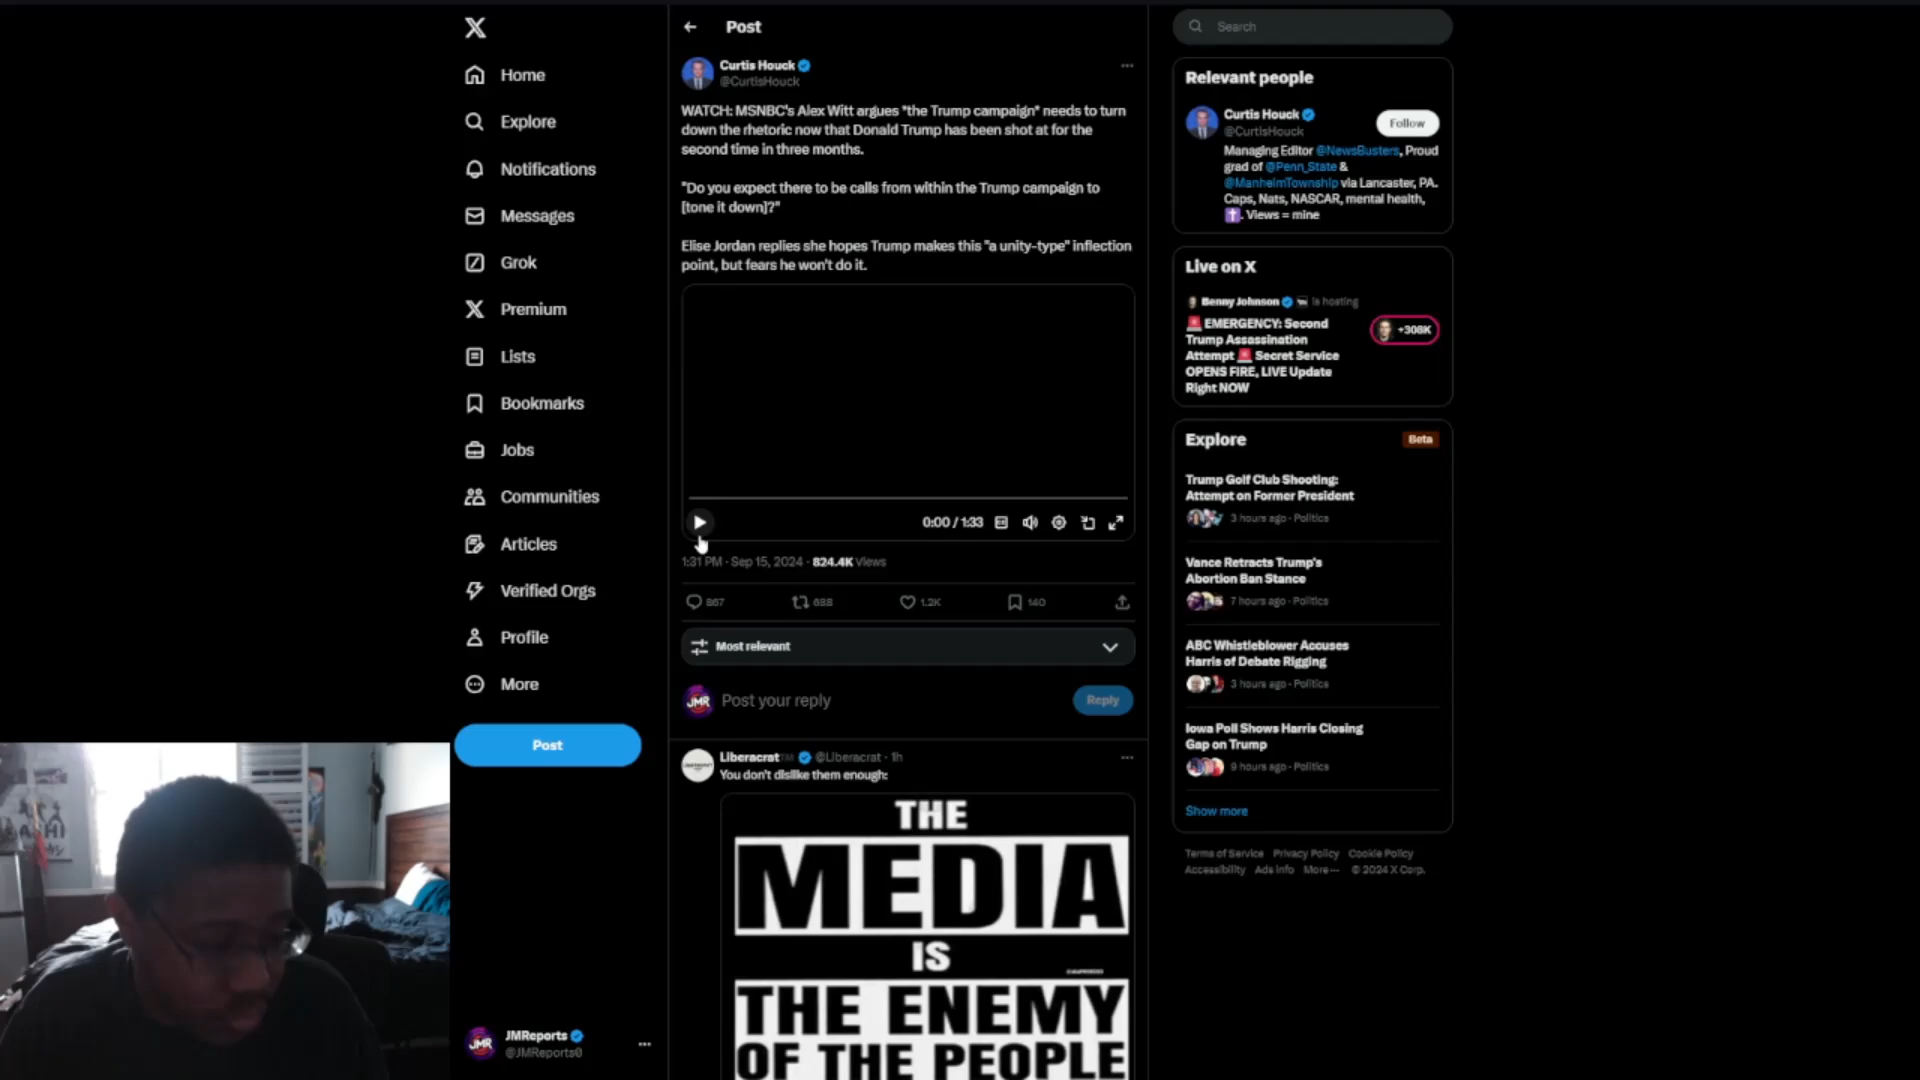 Home
Explore
Notifications
Messages
Grok
Premium
Lists
Bookmarks
Jobs
Communities
Articles
Verified Orgs
Profile
More
Post
JMReports
@JMReports0
Post
Curtis Houck
@CurtisHouck
WATCH: MSNBC's Alex Witt argues *the Trump campaign* needs to turn
down the rhetoric now that Donald Trump has been shot at for the
second time in three months.
"Do you expect there to be calls from within the Trump campaign to
[tone it down]?"
Elise Jordan replies she hopes Trump makes this "a unity-type" inflection
point, but fears he won't do it.
0:00 / 1:33
1:31 PM · Sep 15, 2024 · 824.4K Views
867 688 1.2K 140
Most relevant
JMR
Post your reply
Reply
Liberacrat™ @Liberacrat · 1h
You don't dislike them enough:
THE
MEDIA
IS
THE ENEMY
OF THE PEOPLE
Search
Relevant people
Curtis Houck
@CurtisHouck
Follow
Managing Editor @NewsBusters, Proud
grad of @Penn_State &
@ManheimTownship via Lancaster, PA.
Caps, Nats, NASCAR, mental health,
✝️. Views = mine
Live on X
Benny Johnson is hosting
🚨 EMERGENCY: Second
Trump Assassination
Attempt 🚨 Secret Service
OPENS FIRE, LIVE Update
Right NOW
+308K
Explore
Beta
Trump Golf Club Shooting:
Attempt on Former President
3 hours ago · Politics
Vance Retracts Trump's
Abortion Ban Stance
7 hours ago · Politics
ABC Whistleblower Accuses
Harris of Debate Rigging
3 hours ago · Politics
Iowa Poll Shows Harris Closing
Gap on Trump
9 hours ago · Politics
Show more
Terms of Service Privacy Policy Cookie Policy
Accessibility Ads info More··· © 2024 X Corp.